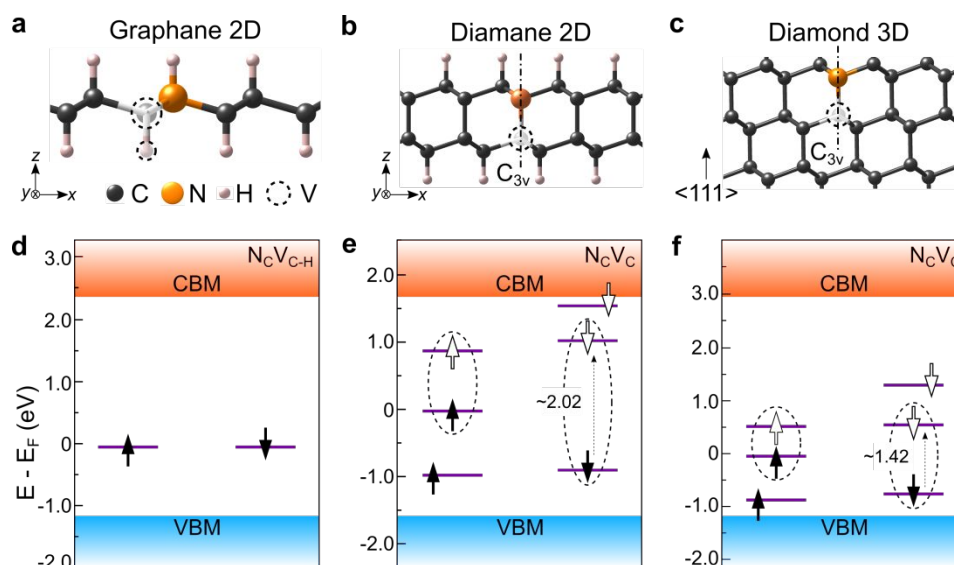 a Graphane 2D
b Diamane 2D
c Diamond 3D
z
y x
C N H V
z
y x
C3v
<111>
C3v
d
NCVC-H
CBM
VBM
E - EF (eV)
3.0
2.0
1.0
0
-1.0
-2.0
e
NCVC
CBM
VBM
2.0
1.0
0
-1.0
-2.0
~2.02
f
NCVC
CBM
VBM
3.0
2.0
1.0
0
-1.0
-2.0
~1.42